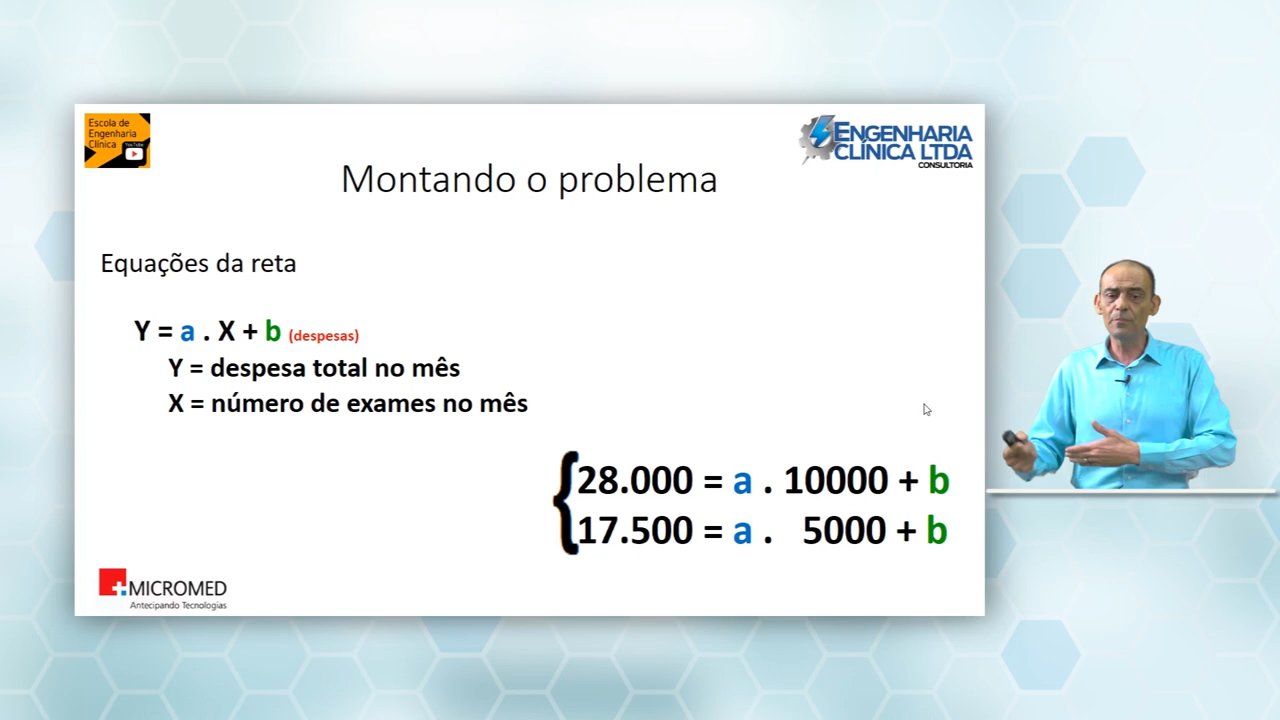 Escola de
Engenharia
Clínica
YouTube
ENGENHARIA
CLÍNICA LTDA
CONSULTORIA
Montando o problema
Equações da reta
Y = a . X + b (despesas)
Y = despesa total no mês
X = número de exames no mês
28.000 = a . 10000 + b
17.500 = a . 5000 + b
MICROMED
Antecipando Tecnologias